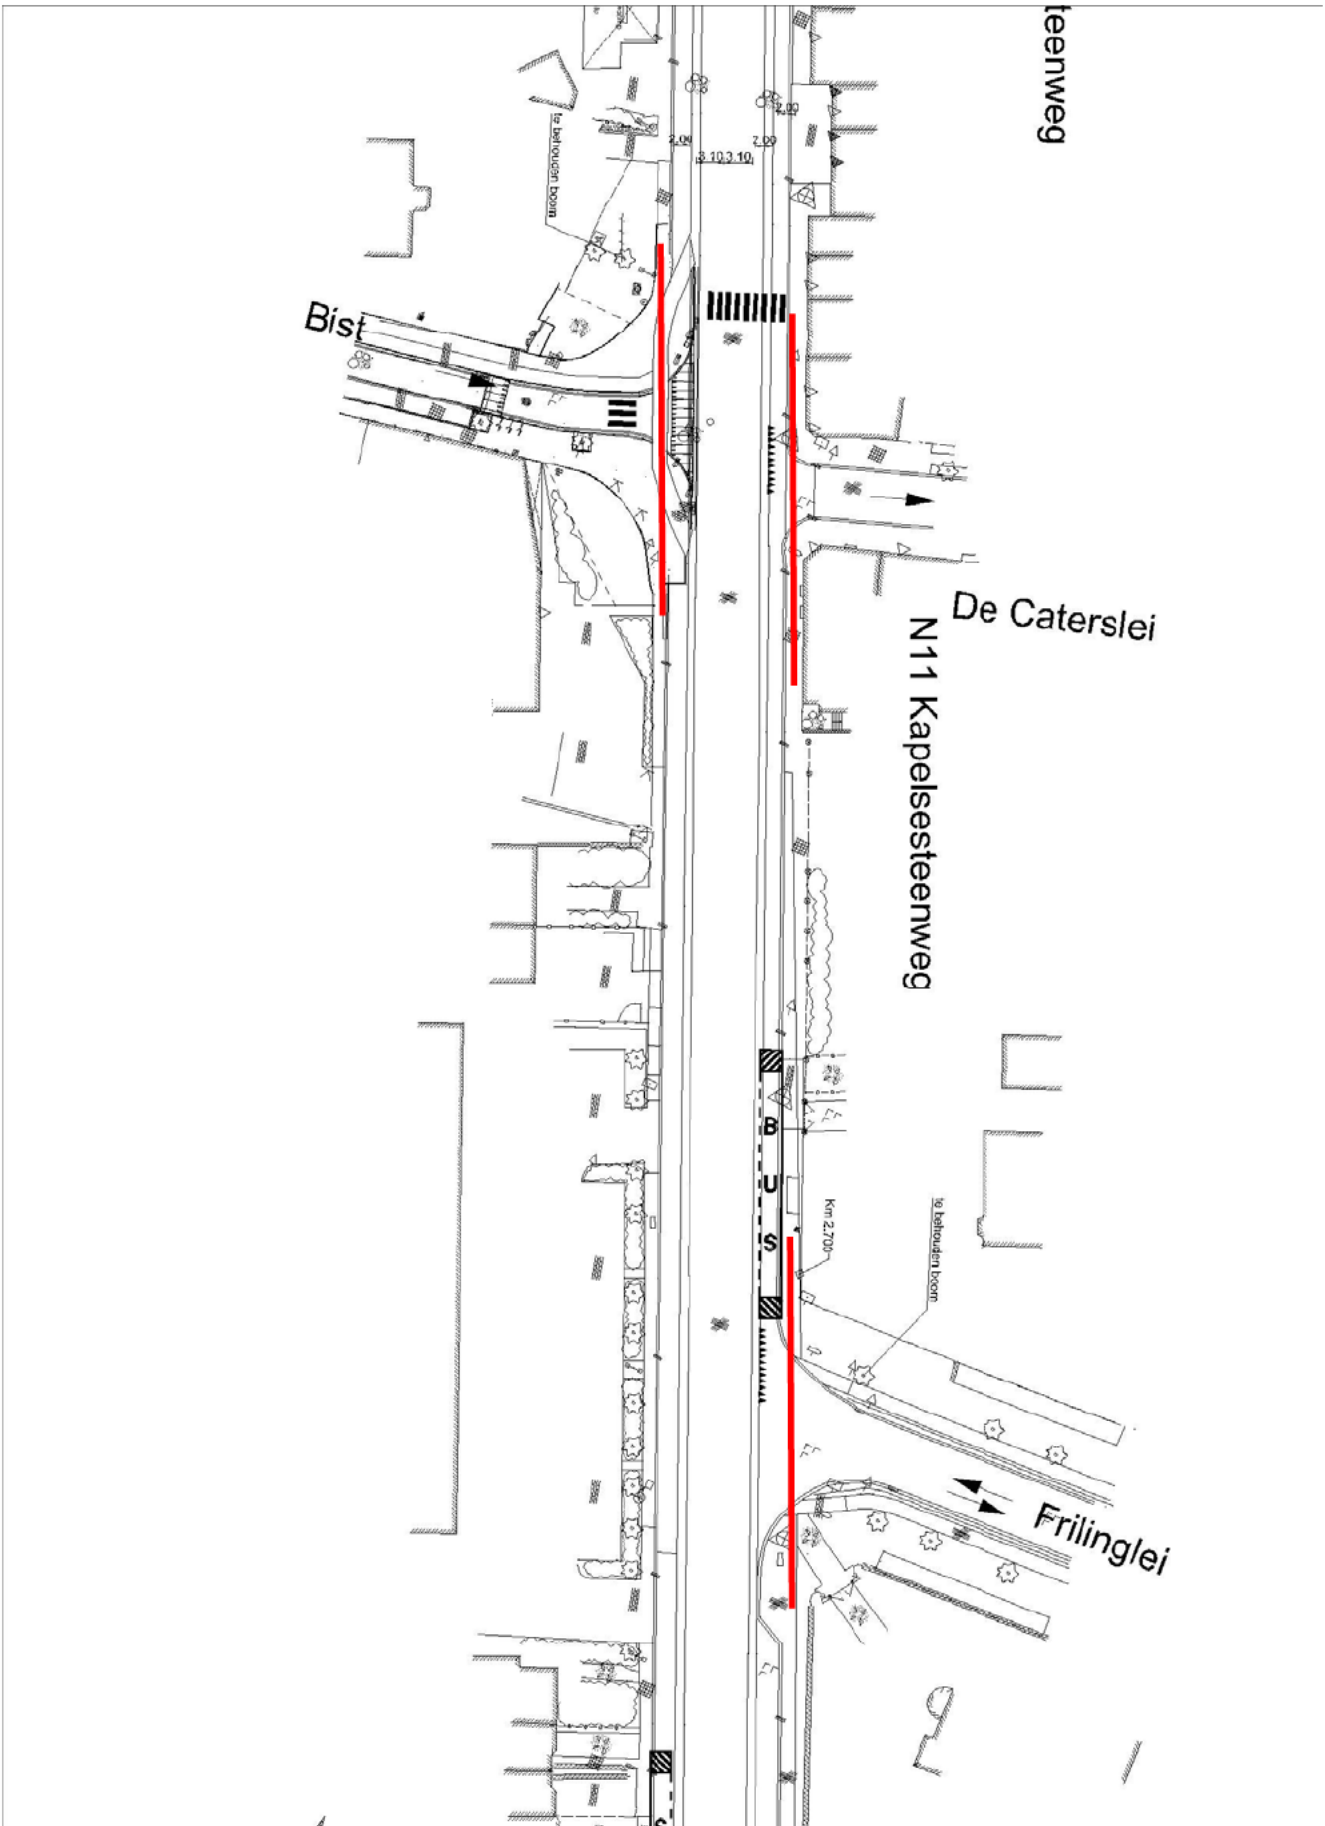 teenweg
2.00
2.00
2.00
3.10 3.10
te behouden boom
Bist
De Caterslei
N11 Kapelsesteenweg
B
U
S
Km 2.700
te behouden boom
Frilinglei
S